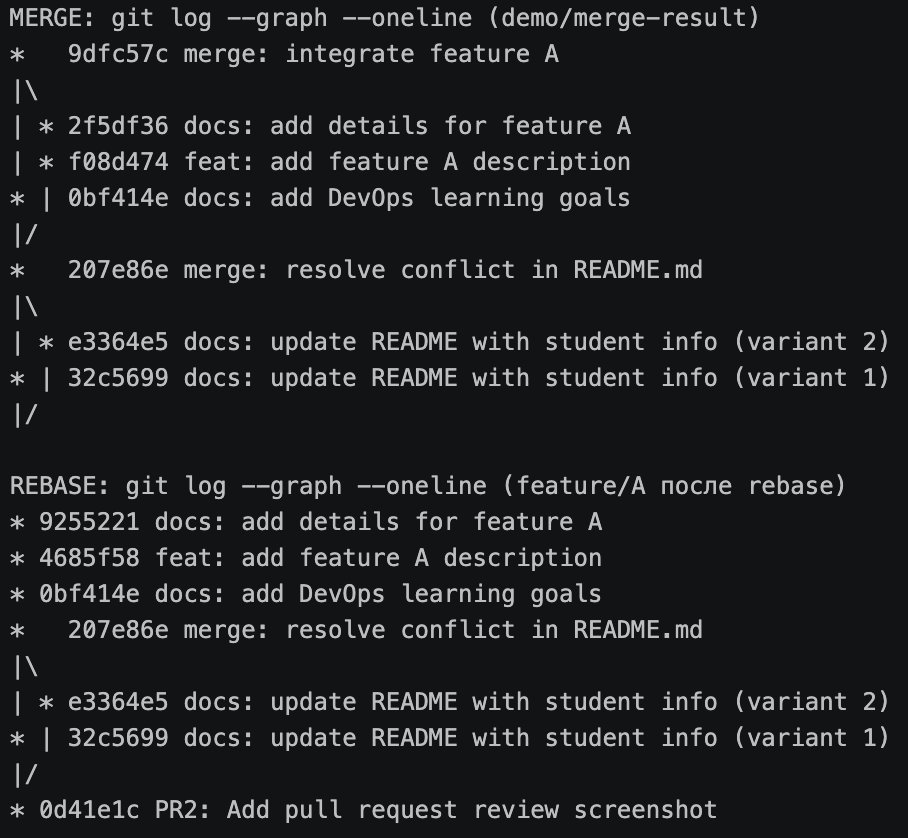 MERGE: git log --graph --oneline (demo/merge-result)
*   9dfc57c merge: integrate feature A
|\
| * 2f5df36 docs: add details for feature A
| * f08d474 feat: add feature A description
* | 0bf414e docs: add DevOps learning goals
|/
*   207e86e merge: resolve conflict in README.md
|\
| * e3364e5 docs: update README with student info (variant 2)
* | 32c5699 docs: update README with student info (variant 1)
|/

REBASE: git log --graph --oneline (feature/A после rebase)
* 9255221 docs: add details for feature A
* 4685f58 feat: add feature A description
* 0bf414e docs: add DevOps learning goals
*   207e86e merge: resolve conflict in README.md
|\
| * e3364e5 docs: update README with student info (variant 2)
* | 32c5699 docs: update README with student info (variant 1)
|/
* 0d41e1c PR2: Add pull request review screenshot